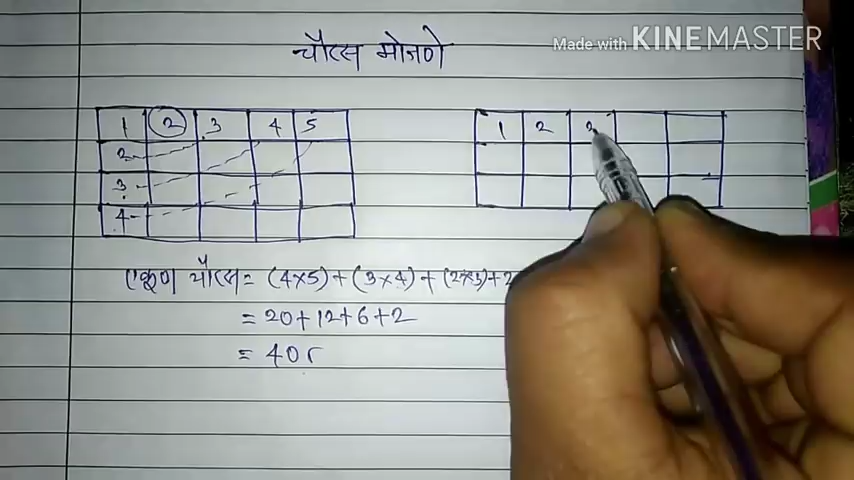 चौरस मोजणे
Made with KINEMASTER
1 2 3 4 5
2
3
4
1 2 3
एकूण चौरस = (4×5)+(3×4)+(2×3)+2
= 20+12+6+2
= 40